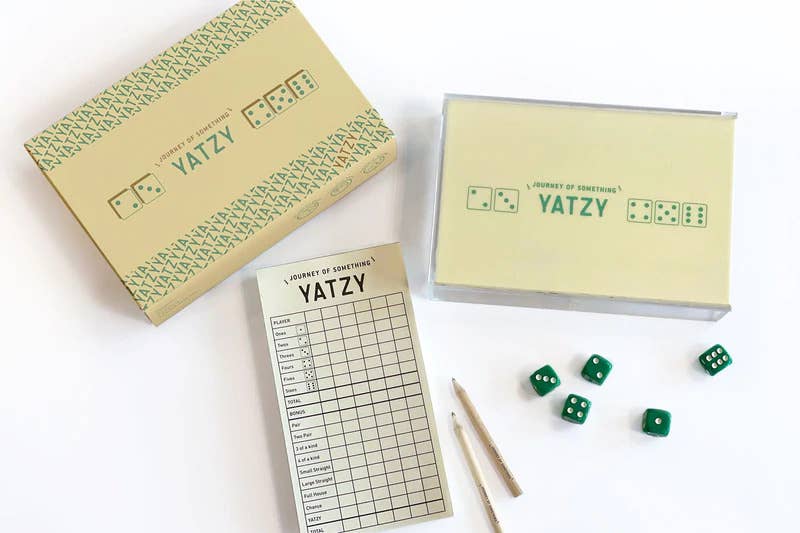 JOURNEY OF SOMETHING
YATZY
YATZY
JOURNEY OF SOMETHING
YATZY
JOURNEY OF SOMETHING
YATZY
PLAYER
Ones
Twos
Threes
Fours
Fives
Sixes
TOTAL
BONUS
Pair
Two Pair
3 of a kind
4 of a kind
Small Straight
Large Straight
Full House
Chance
YATZY
TOTAL